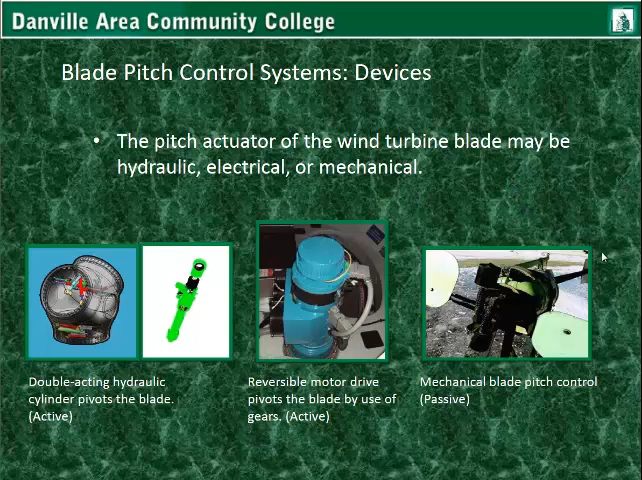 Danville Area Community College
Blade Pitch Control Systems: Devices
• The pitch actuator of the wind turbine blade may be
hydraulic, electrical, or mechanical.
Double-acting hydraulic
cylinder pivots the blade.
(Active)
Reversible motor drive
pivots the blade by use of
gears. (Active)
Mechanical blade pitch control
(Passive)